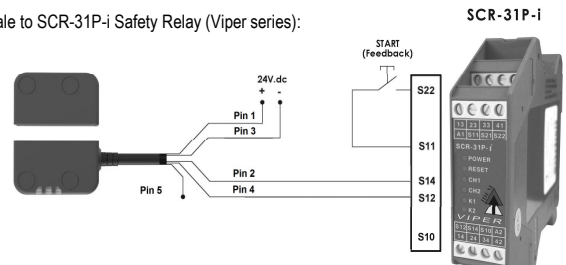 SCR-31P-i
ale to SCR-31P-i Safety Relay (Viper series):
START
(Feedback)
24V.dc
+ -
Pin 1
Pin 3
Pin 2
Pin 4
Pin 5
S22
S11
S14
S12
S10
13 23 33 41
A1 S11 S21 S22
SCR-31P-i
POWER
RESET
CH1
CH2
K1
K2
VIPER
S12 S14 S10 A2
14 24 34 42